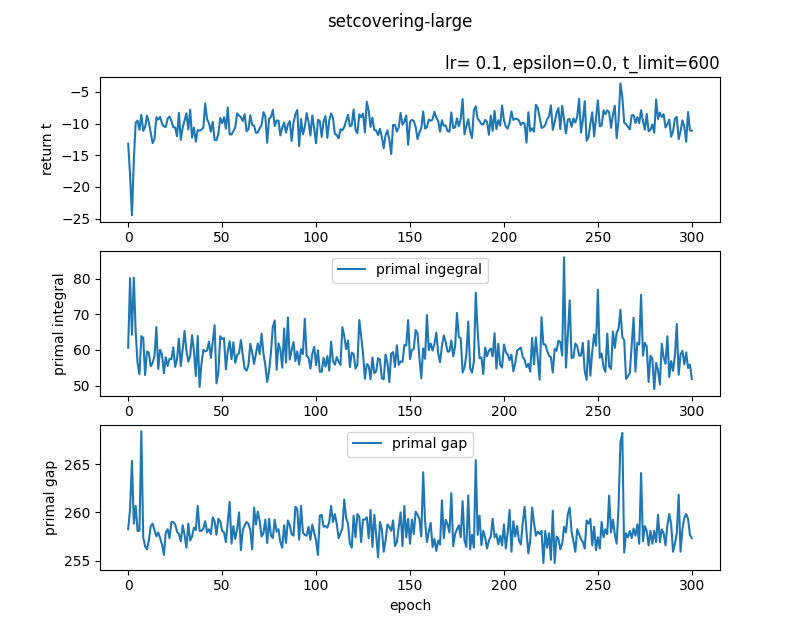 setcovering-large
lr= 0.1, epsilon=0.0, t_limit=600
return t
−5
−10
−15
−20
−25
0 50 100 150 200 250 300
primal integral
primal ingegral
80
70
60
50
0 50 100 150 200 250 300
primal gap
primal gap
265
260
255
0 50 100 150 200 250 300
epoch